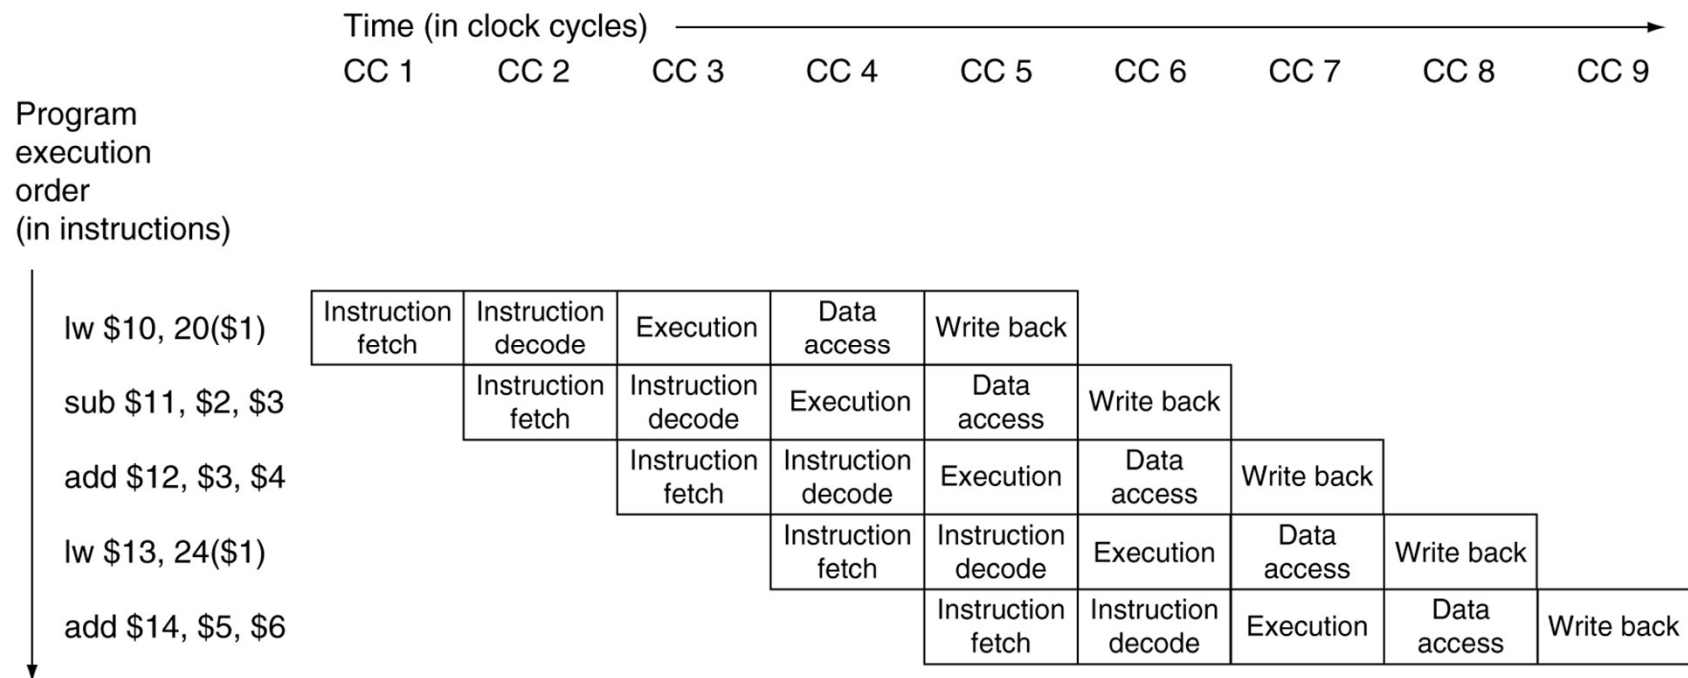 Time (in clock cycles)
CC 1 CC 2 CC 3 CC 4 CC 5 CC 6 CC 7 CC 8 CC 9
Program
execution
order
(in instructions)
lw $10, 20($1)
Instruction fetch
Instruction decode
Execution
Data access
Write back
sub $11, $2, $3
Instruction fetch
Instruction decode
Execution
Data access
Write back
add $12, $3, $4
Instruction fetch
Instruction decode
Execution
Data access
Write back
lw $13, 24($1)
Instruction fetch
Instruction decode
Execution
Data access
Write back
add $14, $5, $6
Instruction fetch
Instruction decode
Execution
Data access
Write back